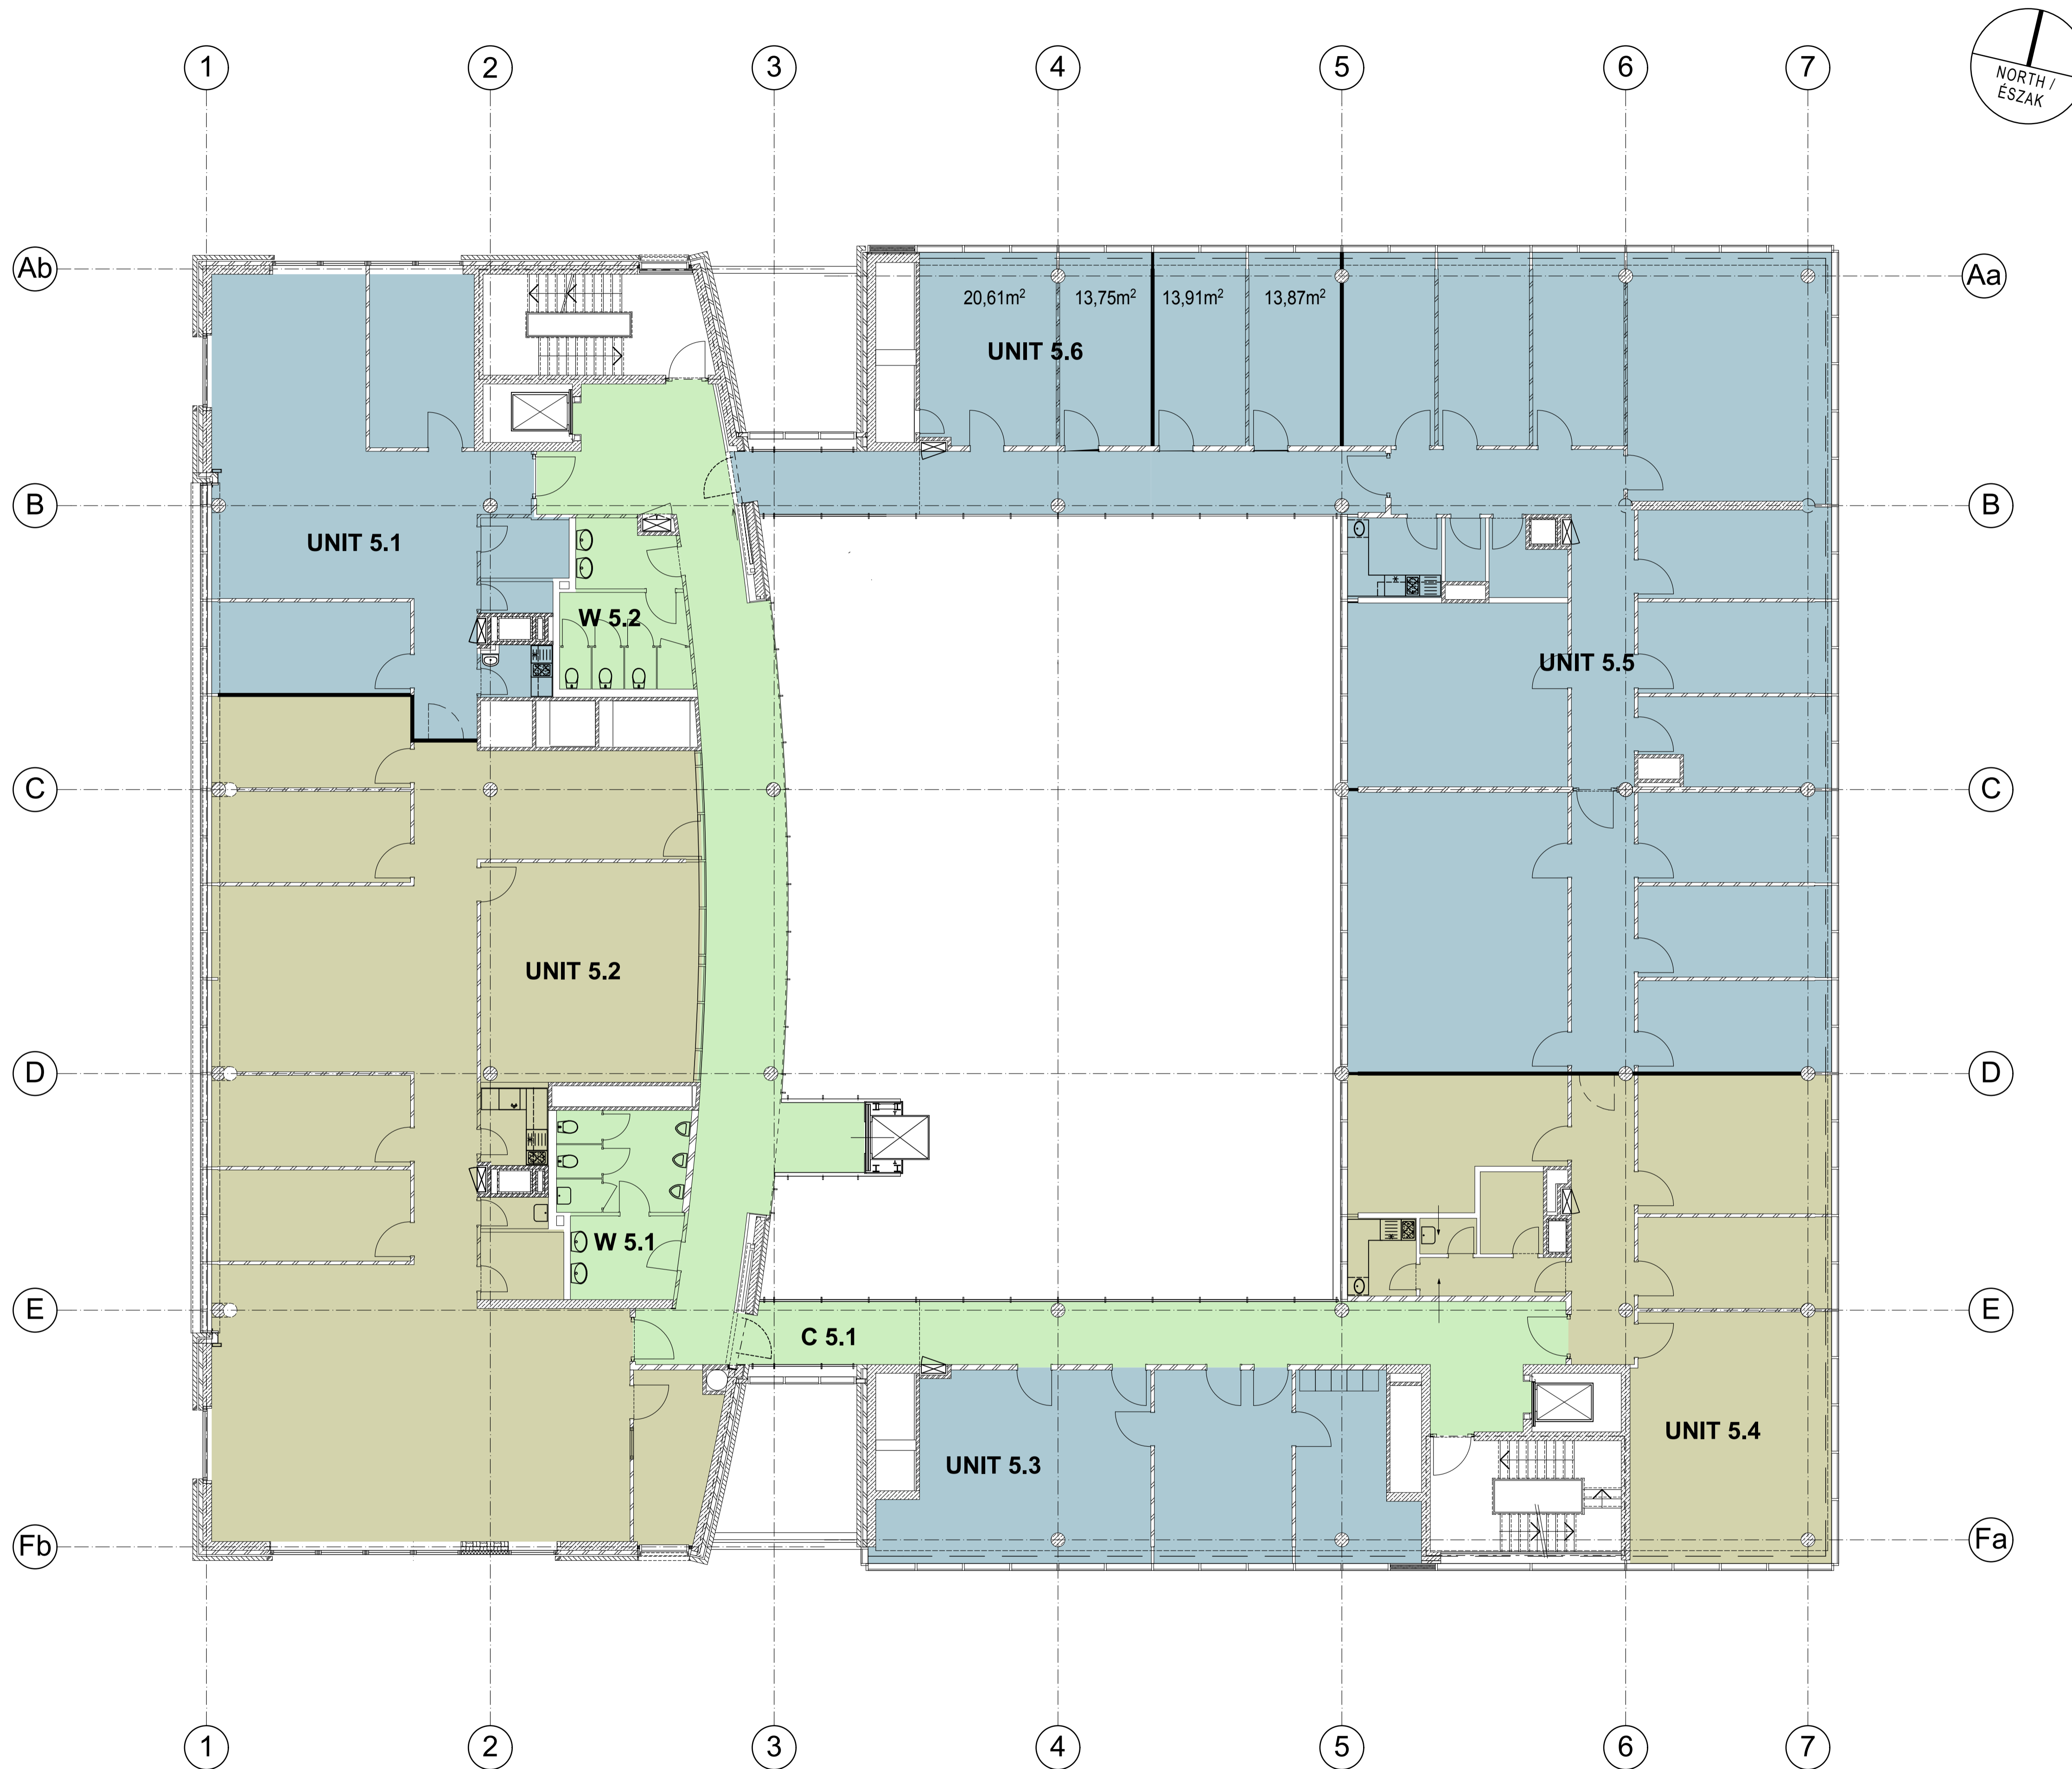 NORTH /
ÉSZAK
1 2 3 4 5 6 7
Ab Aa
20,61m² 13,75m² 13,91m² 13,87m²
UNIT 5.6
B B
UNIT 5.1
W 5.2
UNIT 5.5
C C
UNIT 5.2
D D
W 5.1
E E
C 5.1
UNIT 5.4
UNIT 5.3
Fb Fa
1 2 3 4 5 6 7